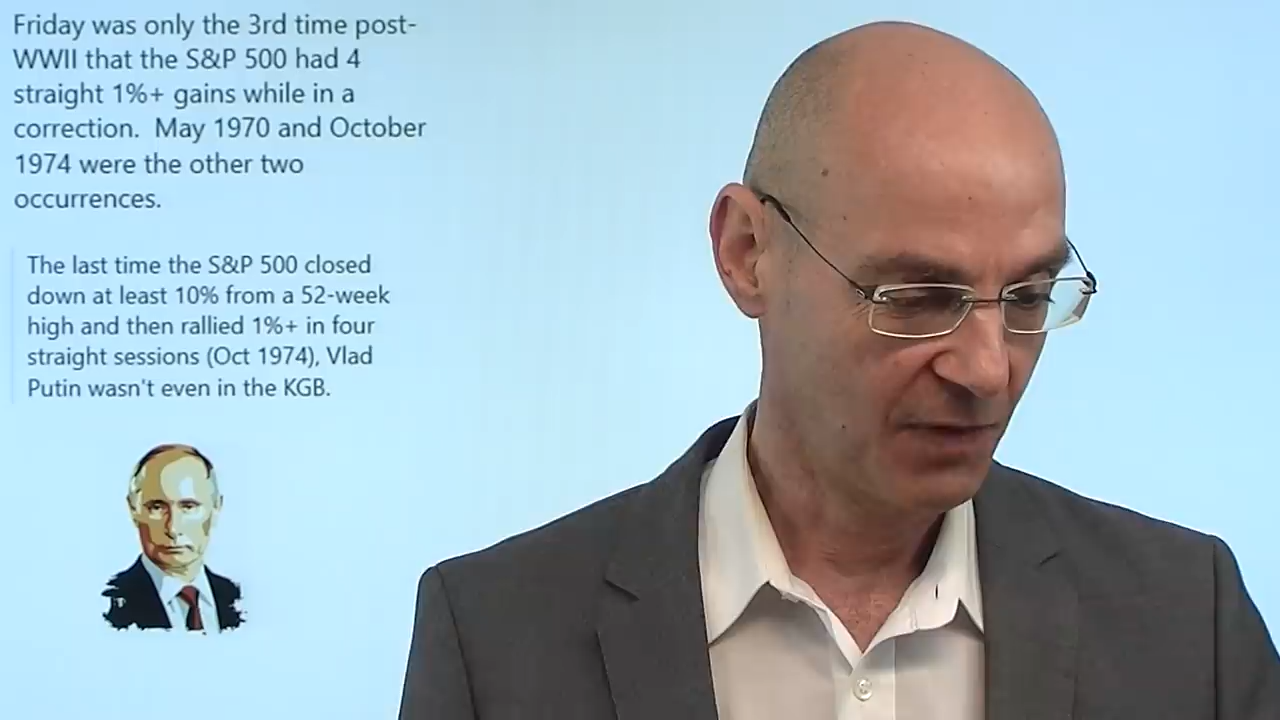 Friday was only the 3rd time post-
WWII that the S&P 500 had 4
straight 1%+ gains while in a
correction.  May 1970 and October
1974 were the other two
occurrences.
The last time the S&P 500 closed
down at least 10% from a 52-week
high and then rallied 1%+ in four
straight sessions (Oct 1974), Vlad
Putin wasn't even in the KGB.